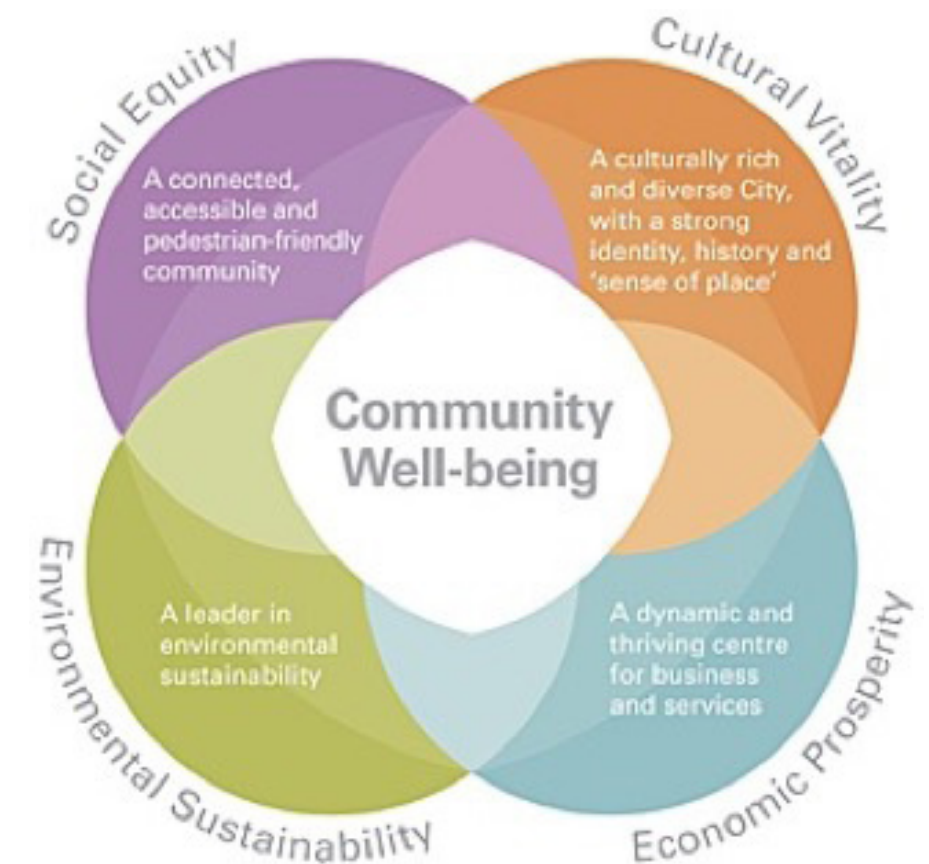 Social Equity
Cultural Vitality
A connected,
accessible and
pedestrian-friendly
community
A culturally rich
and diverse City,
with a strong
identity, history and
‘sense of place’
Community
Well-being
A leader in
environmental
sustainability
A dynamic and
thriving centre
for business
and services
Environmental Sustainability
Economic Prosperity